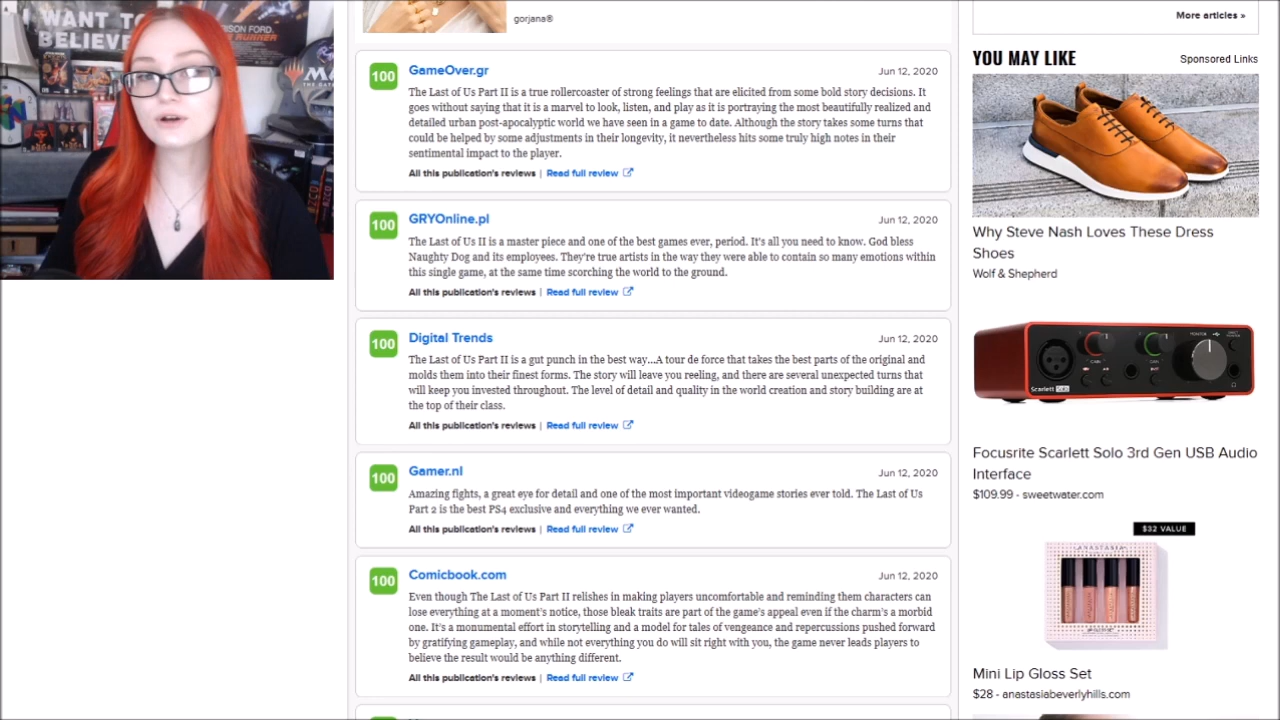 I WANT TO
BELIEVE
RISON FORD.
RUNNER
MA
THE GATE
gorjana®
100
GameOver.gr
Jun 12, 2020
The Last of Us Part II is a true rollercoaster of strong feelings that are elicited from some bold story decisions. It
goes without saying that it is a marvel to look, listen, and play as it is portraying the most beautifully realized and
detailed urban post-apocalyptic world we have seen in a game to date. Although the story takes some turns that
could be helped by some adjustments in their longevity, it nevertheless hits some truly high notes in their
sentimental impact to the player.
All this publication's reviews | Read full review
100
GRYOnline.pl
Jun 12, 2020
The Last of Us II is a master piece and one of the best games ever, period. It's all you need to know. God bless
Naughty Dog and its employees. They're true artists in the way they were able to contain so many emotions within
this single game, at the same time scorching the world to the ground.
All this publication's reviews | Read full review
100
Digital Trends
Jun 12, 2020
The Last of Us Part II is a gut punch in the best way...A tour de force that takes the best parts of the original and
molds them into their finest forms. The story will leave you reeling, and there are several unexpected turns that
will keep you invested throughout. The level of detail and quality in the world creation and story building are at
the top of their class.
All this publication's reviews | Read full review
100
Gamer.nl
Jun 12, 2020
Amazing fights, a great eye for detail and one of the most important videogame stories ever told. The Last of Us
Part 2 is the best PS4 exclusive and everything we ever wanted.
All this publication's reviews | Read full review
100
Comicbook.com
Jun 12, 2020
Even though The Last of Us Part II relishes in making players uncomfortable and reminding them characters can
lose everything at a moment's notice, those bleak traits are part of the game's appeal even if the charm's a morbid
one. It's a monumental effort in storytelling and a model for tales of vengeance and repercussions pushed forward
by gratifying gameplay, and while not everything you do will sit right with you, the game never leads players to
believe the result would be anything different.
All this publication's reviews | Read full review
More articles »
YOU MAY LIKE
Sponsored Links
Why Steve Nash Loves These Dress
Shoes
Wolf & Shepherd
Scarlett Solo
Focusrite Scarlett Solo 3rd Gen USB Audio
Interface
$109.99 - sweetwater.com
$32 VALUE
ANASTASIA
Mini Lip Gloss Set
$28 - anastasiabeverlyhills.com